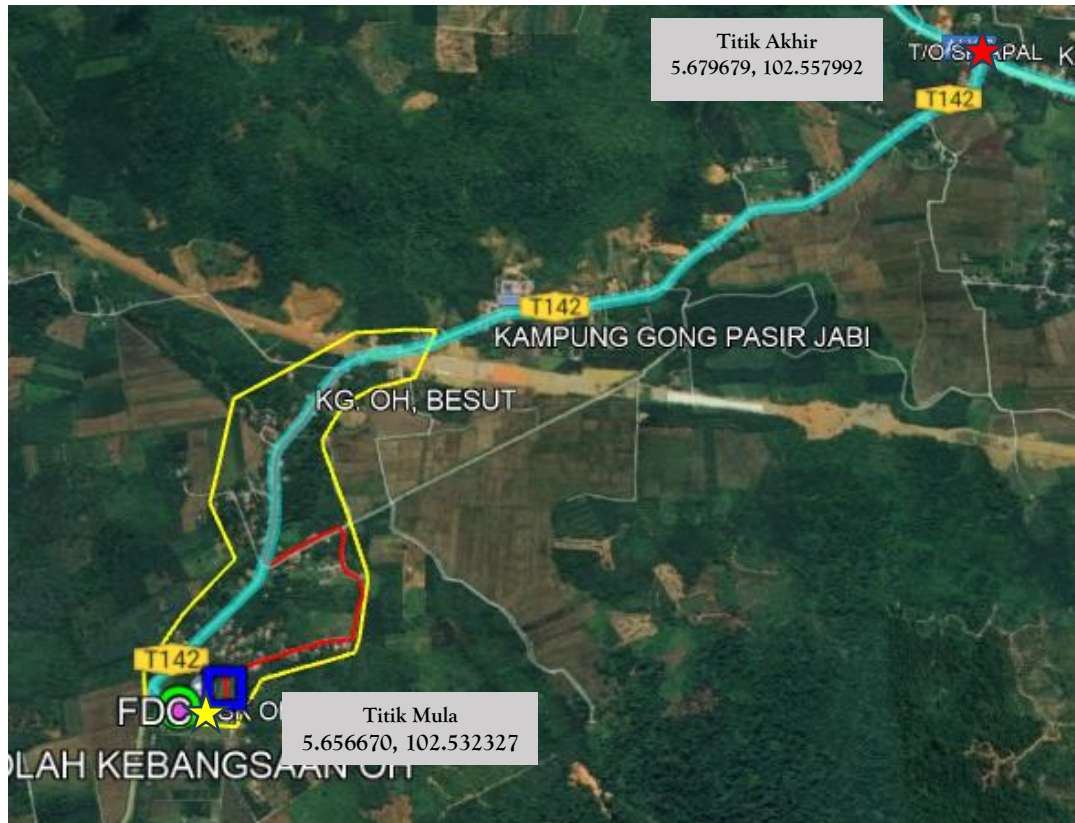 Titik Akhir
5.679679, 102.557992
T142
T142
KAMPUNG GONG PASIR JABI
KG. OH, BESUT
T142
FDC
Titik Mula
5.656670, 102.532327
OLAH KEBANGSAAN OH